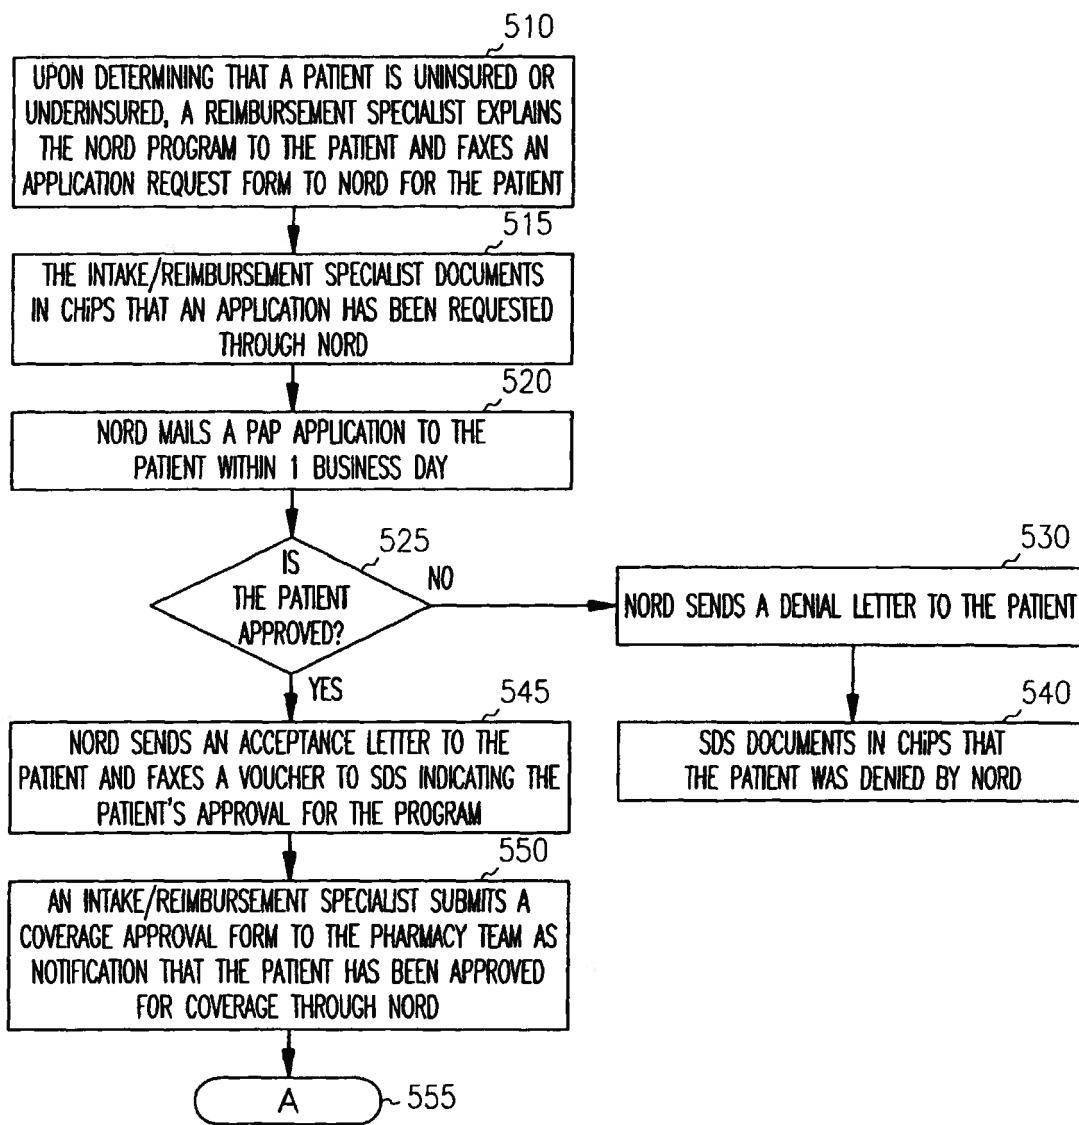 510
UPON DETERMINING THAT A PATIENT IS UNINSURED OR
UNDERINSURED, A REIMBURSEMENT SPECIALIST EXPLAINS
THE NORD PROGRAM TO THE PATIENT AND FAXES AN
APPLICATION REQUEST FORM TO NORD FOR THE PATIENT
515
THE INTAKE/REIMBURSEMENT SPECIALIST DOCUMENTS
IN CHiPS THAT AN APPLICATION HAS BEEN REQUESTED
THROUGH NORD
520
NORD MAILS A PAP APPLICATION TO THE
PATIENT WITHIN 1 BUSINESS DAY
525
IS
THE PATIENT
APPROVED?
NO
530
NORD SENDS A DENIAL LETTER TO THE PATIENT
540
SDS DOCUMENTS IN CHiPS THAT
THE PATIENT WAS DENIED BY NORD
YES
545
NORD SENDS AN ACCEPTANCE LETTER TO THE
PATIENT AND FAXES A VOUCHER TO SDS INDICATING THE
PATIENT'S APPROVAL FOR THE PROGRAM
550
AN INTAKE/REIMBURSEMENT SPECIALIST SUBMITS A
COVERAGE APPROVAL FORM TO THE PHARMACY TEAM AS
NOTIFICATION THAT THE PATIENT HAS BEEN APPROVED
FOR COVERAGE THROUGH NORD
A
555